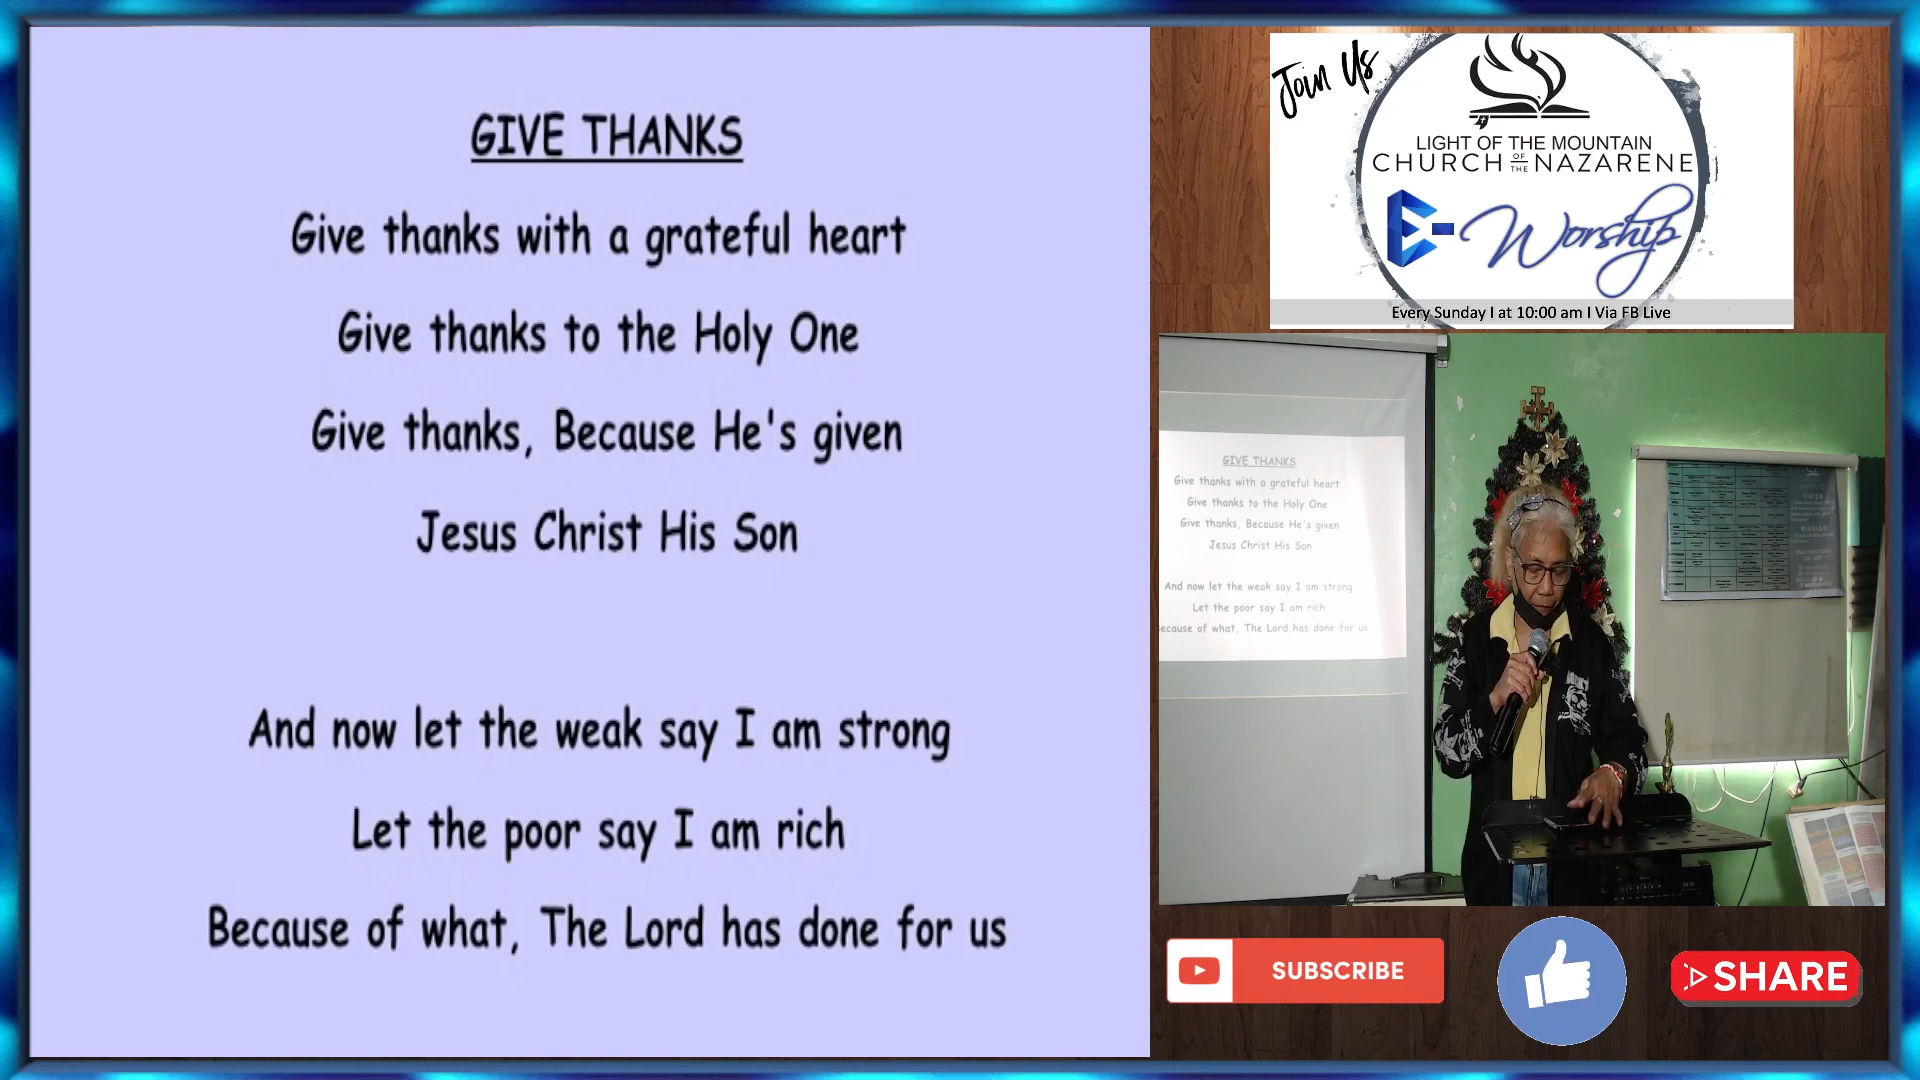 GIVE THANKS
Give thanks with a grateful heart
Give thanks to the Holy One
Give thanks, Because He's given
Jesus Christ His Son
And now let the weak say I am strong
Let the poor say I am rich
Because of what, The Lord has done for us
Join Us
LIGHT OF THE MOUNTAIN
CHURCH OF THE NAZARENE
E-Worship
Every Sunday I at 10:00 am I Via FB Live
GIVE THANKS
Give thanks with a grateful heart
Give thanks to the Holy One
Give thanks, Because He's given
Jesus Christ His Son
And now let the weak say I am strong
Let the poor say I am rich
ecause of what, The Lord has done for us
VISION
MISSION
SUBSCRIBE
SHARE